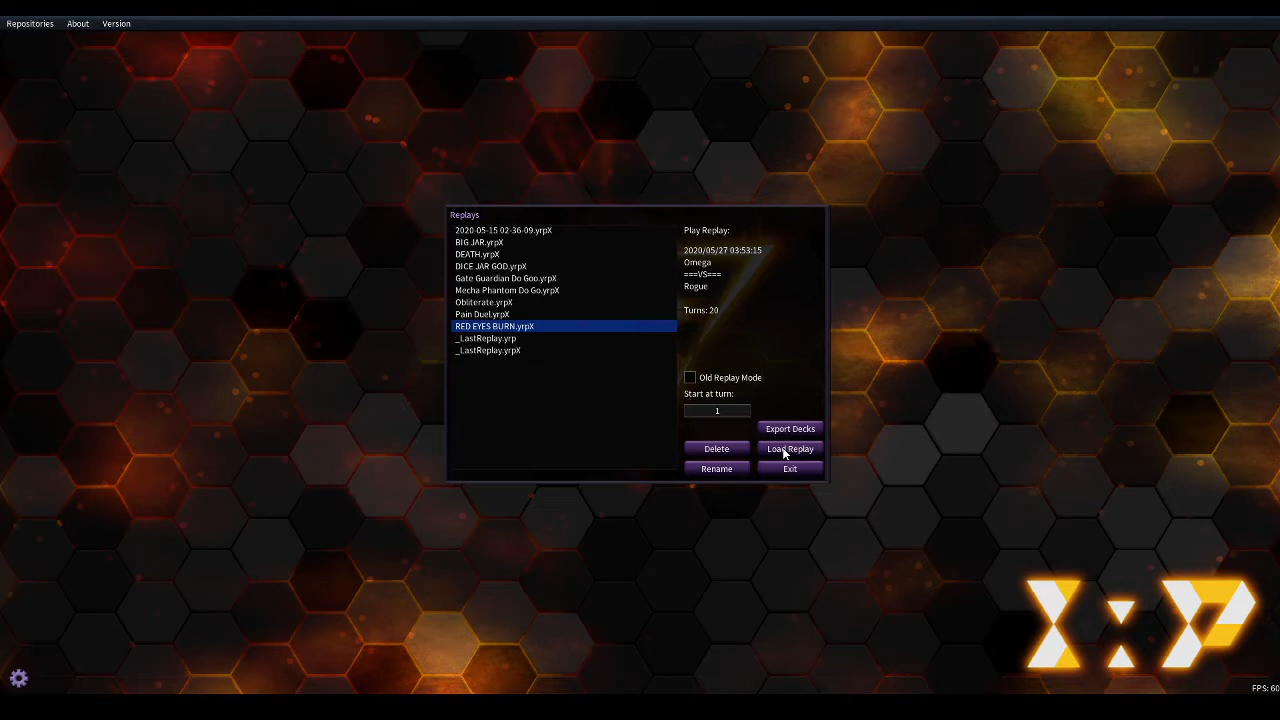 Repositories About Version
Replays
2020-05-15 02-36-09.yrpX
BIG JAR.yrpX
DEATH.yrpX
DICE JAR GOD.yrpX
Gate Guardian Do Goo.yrpX
Mecha Phantom Do Go.yrpX
Obliterate.yrpX
Pain Duel.yrpX
RED EYES BURN.yrpX
_LastReplay.yrp
_LastReplay.yrpX
Play Replay:
2020/05/27 03:53:15
Omega
===VS===
Rogue
Turns: 20
Old Replay Mode
Start at turn:
1
Export Decks
Delete Load Replay
Rename Exit
X:P
FPS: 60